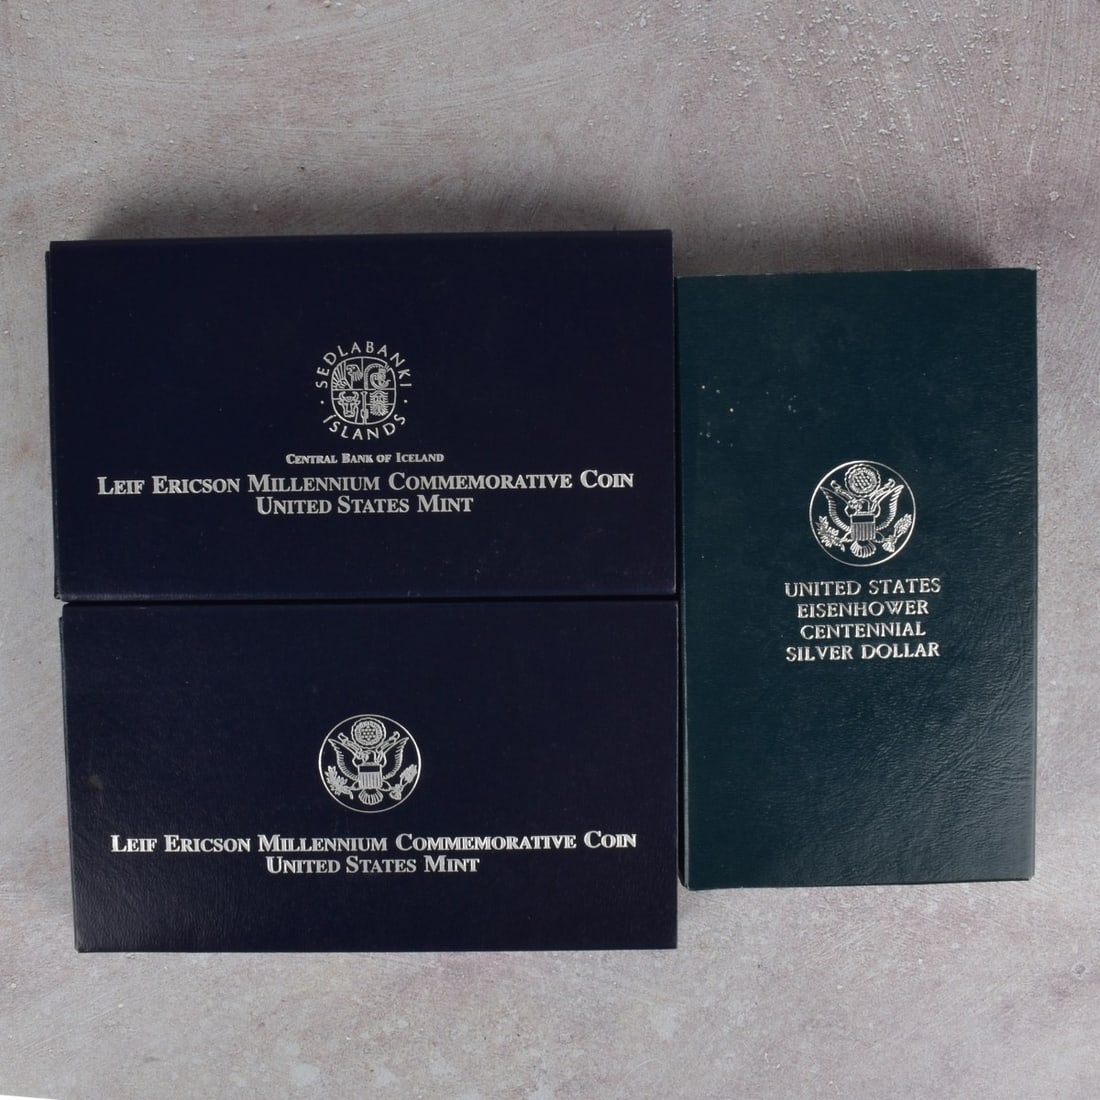 SEDLABANKI · ÍSLANDS ·
CENTRAL BANK OF ICELAND
LEIF ERICSON MILLENNIUM COMMEMORATIVE COIN
UNITED STATES MINT
LEIF ERICSON MILLENNIUM COMMEMORATIVE COIN
UNITED STATES MINT
UNITED STATES
EISENHOWER
CENTENNIAL
SILVER DOLLAR